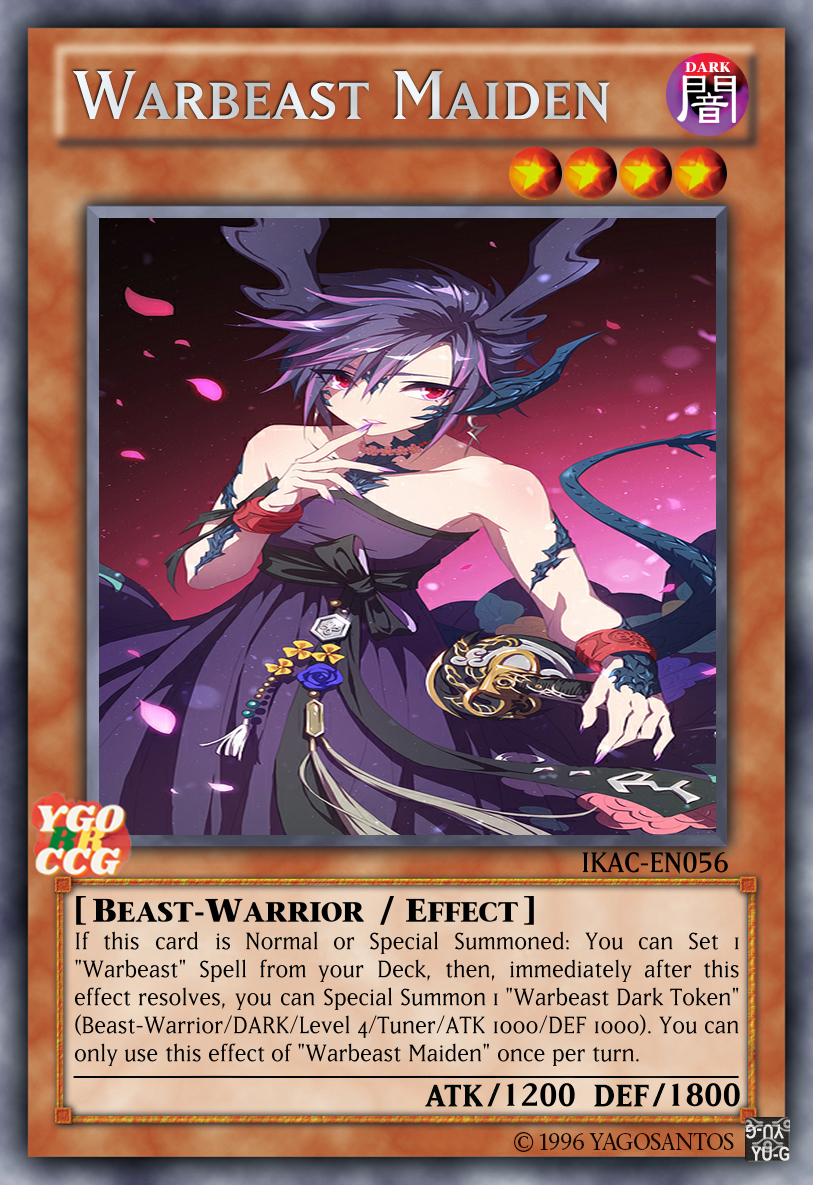 WARBEAST MAIDEN
DARK
闇
IKAC-EN056
YGO
BR
CCG
[ BEAST-WARRIOR / EFFECT ]
If this card is Normal or Special Summoned: You can Set 1
"Warbeast" Spell from your Deck, then, immediately after this
effect resolves, you can Special Summon 1 "Warbeast Dark Token"
(Beast-Warrior/DARK/Level 4/Tuner/ATK 1000/DEF 1000). You can
only use this effect of "Warbeast Maiden" once per turn.
ATK/1200 DEF/1800
© 1996 YAGOSANTOS
YU-G